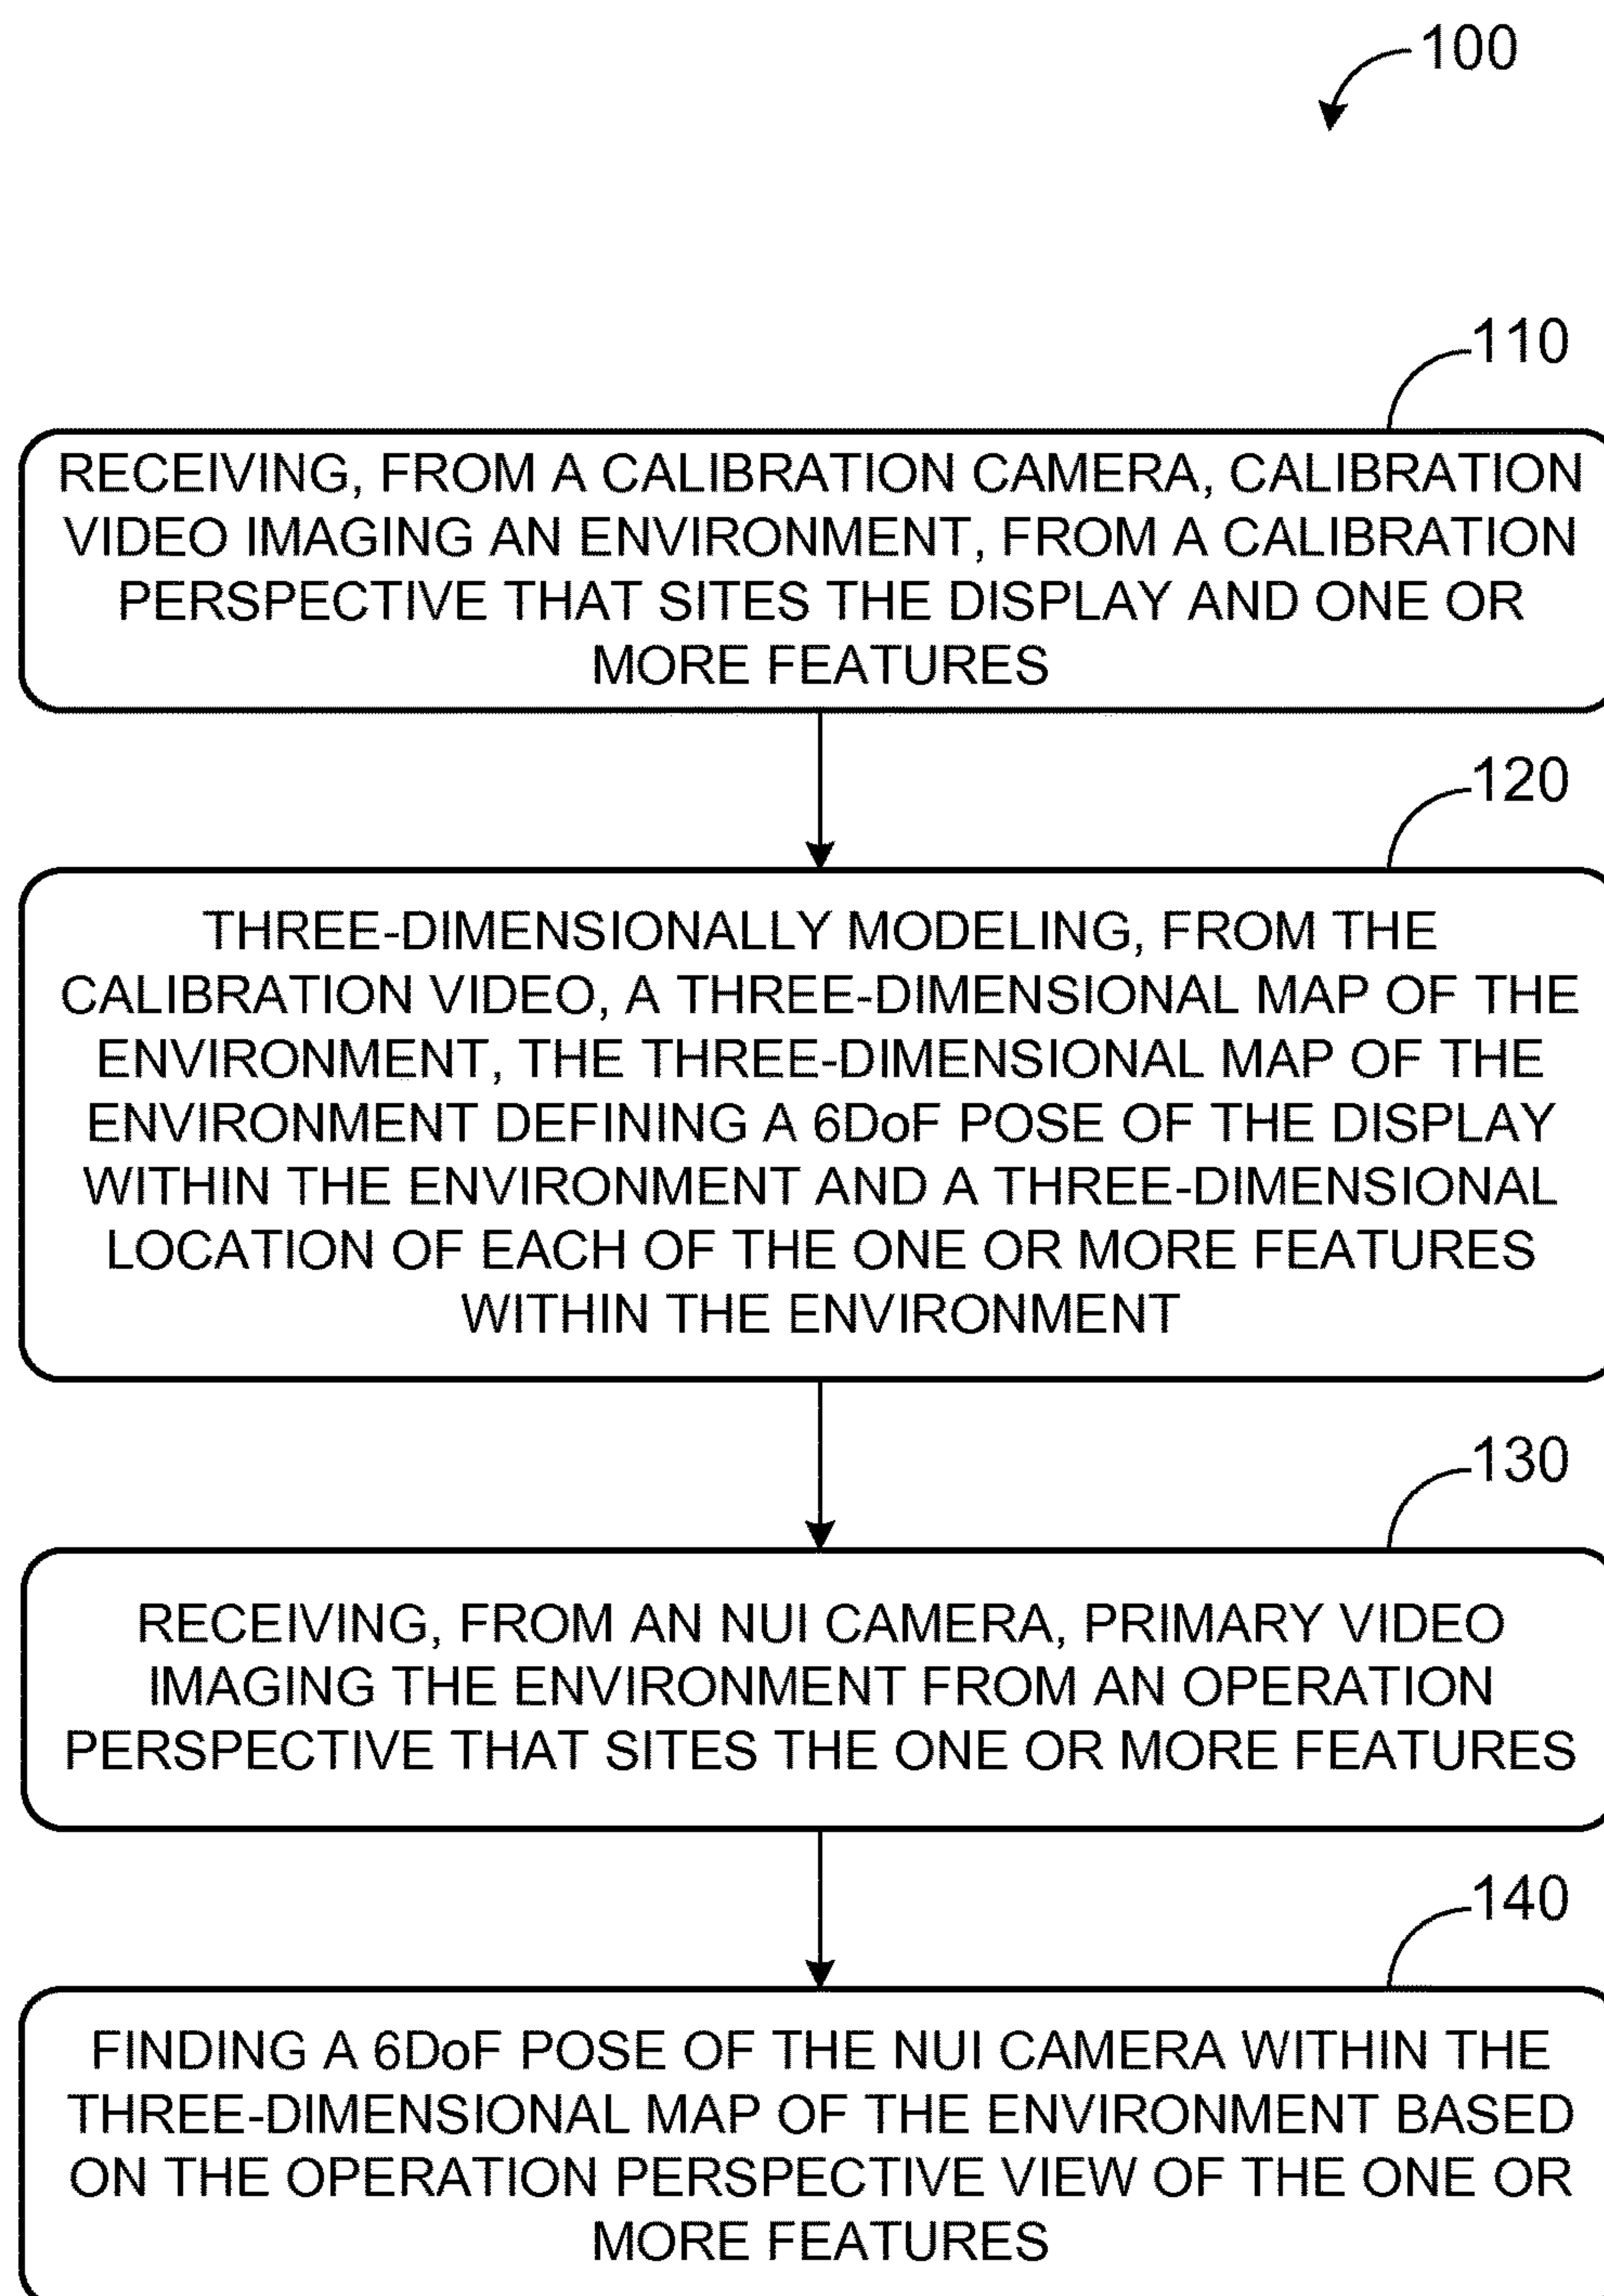 100
110
RECEIVING, FROM A CALIBRATION CAMERA, CALIBRATION
VIDEO IMAGING AN ENVIRONMENT, FROM A CALIBRATION
PERSPECTIVE THAT SITES THE DISPLAY AND ONE OR
MORE FEATURES
120
THREE-DIMENSIONALLY MODELING, FROM THE
CALIBRATION VIDEO, A THREE-DIMENSIONAL MAP OF THE
ENVIRONMENT, THE THREE-DIMENSIONAL MAP OF THE
ENVIRONMENT DEFINING A 6DoF POSE OF THE DISPLAY
WITHIN THE ENVIRONMENT AND A THREE-DIMENSIONAL
LOCATION OF EACH OF THE ONE OR MORE FEATURES
WITHIN THE ENVIRONMENT
130
RECEIVING, FROM AN NUI CAMERA, PRIMARY VIDEO
IMAGING THE ENVIRONMENT FROM AN OPERATION
PERSPECTIVE THAT SITES THE ONE OR MORE FEATURES
140
FINDING A 6DoF POSE OF THE NUI CAMERA WITHIN THE
THREE-DIMENSIONAL MAP OF THE ENVIRONMENT BASED
ON THE OPERATION PERSPECTIVE VIEW OF THE ONE OR
MORE FEATURES